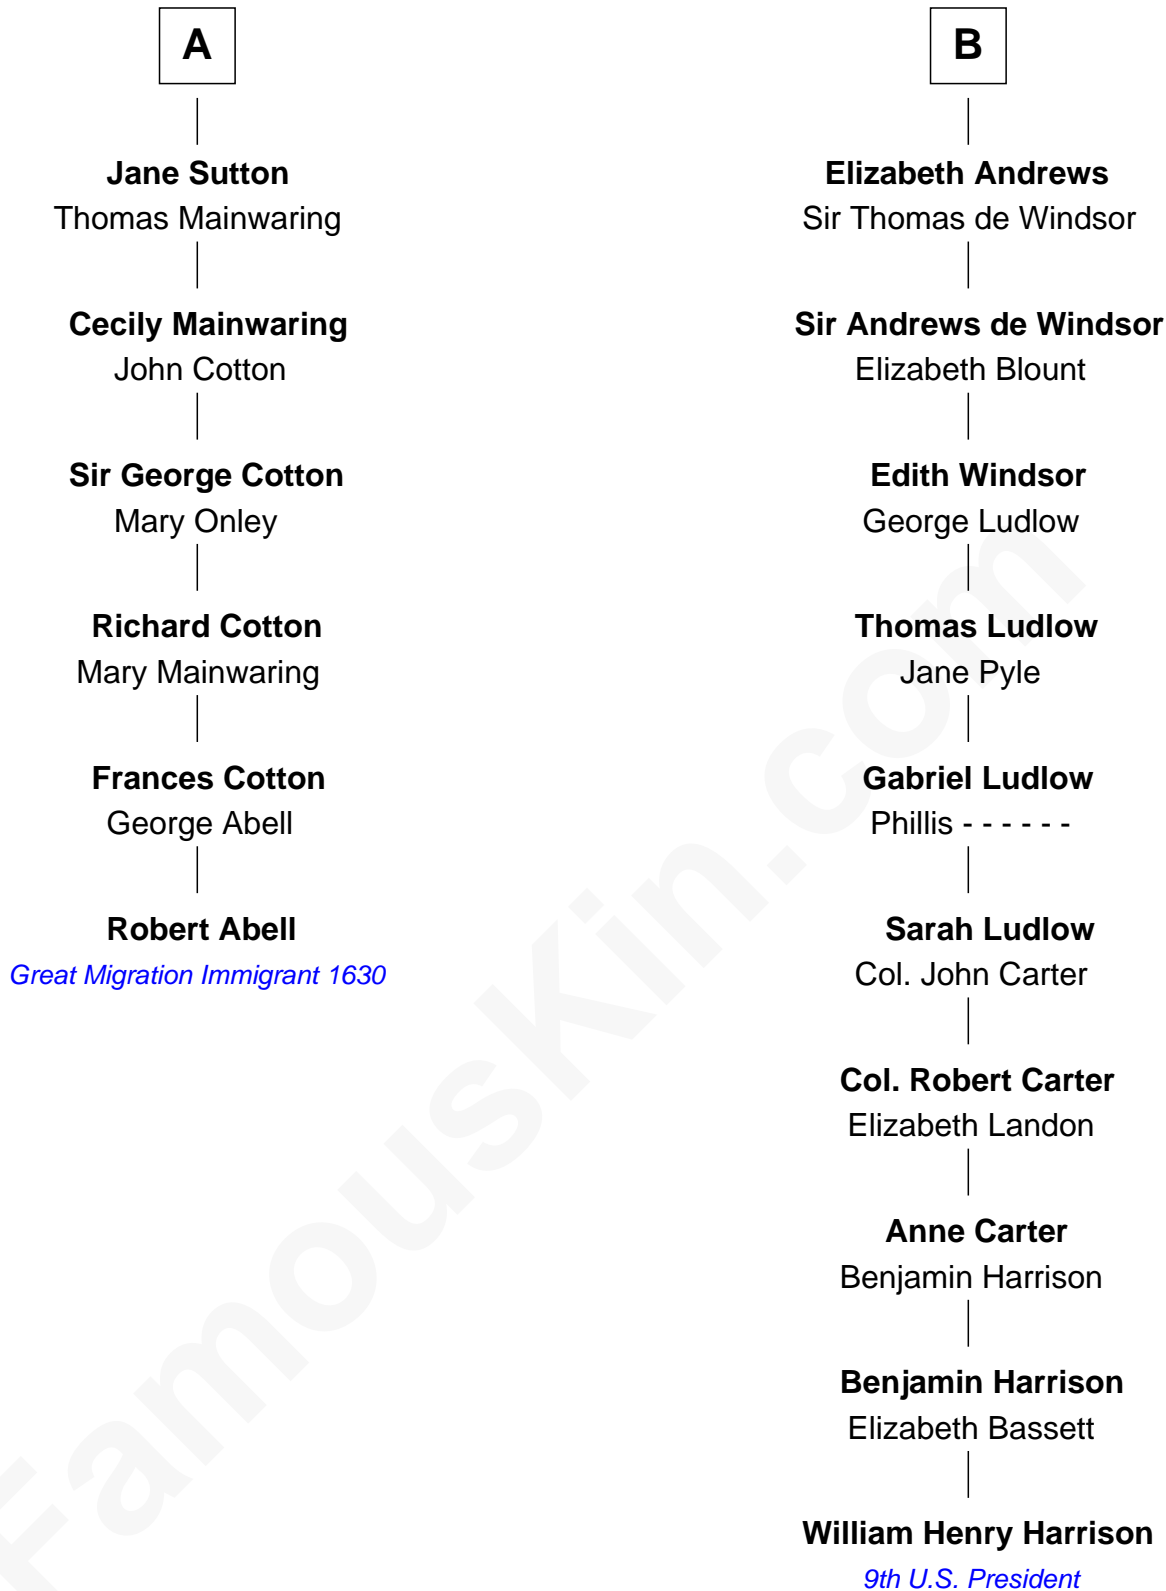 A
Jane Sutton
Thomas Mainwaring
Cecily Mainwaring
John Cotton
Sir George Cotton
Mary Onley
Richard Cotton
Mary Mainwaring
Frances Cotton
George Abell
Robert Abell
Great Migration Immigrant 1630
B
Elizabeth Andrews
Sir Thomas de Windsor
Sir Andrews de Windsor
Elizabeth Blount
Edith Windsor
George Ludlow
Thomas Ludlow
Jane Pyle
Gabriel Ludlow
Phillis - - - - - -
Sarah Ludlow
Col. John Carter
Col. Robert Carter
Elizabeth Landon
Anne Carter
Benjamin Harrison
Benjamin Harrison
Elizabeth Bassett
William Henry Harrison
9th U.S. President
FamousKin.com